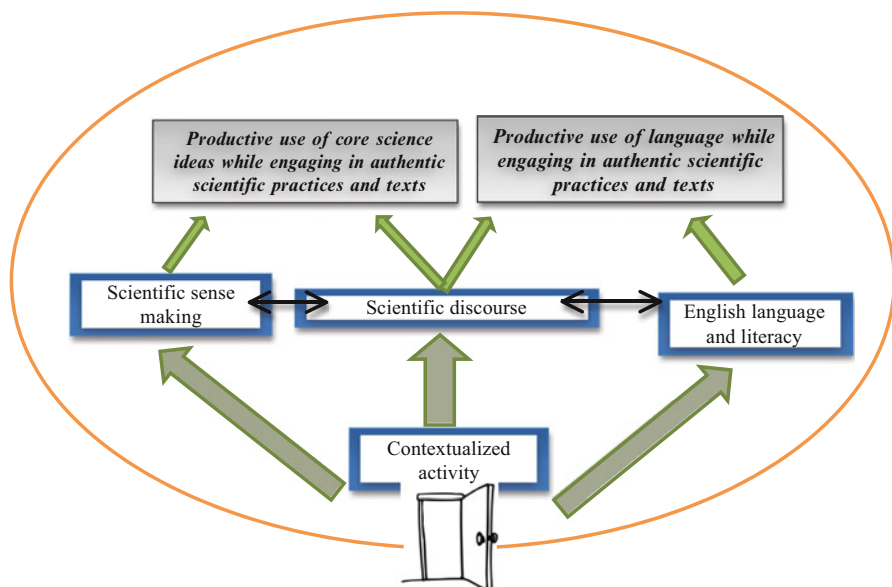 Productive use of core science
ideas while engaging in authentic
scientific practices and texts
Productive use of language while
engaging in authentic scientific
practices and texts
Scientific sense
making
Scientific discourse
English language
and literacy
Contextualized
activity